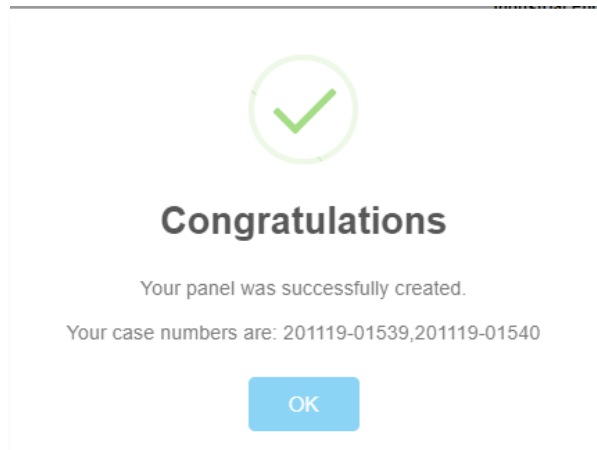 Congratulations
Your panel was successfully created.
Your case numbers are: 201119-01539,201119-01540
OK